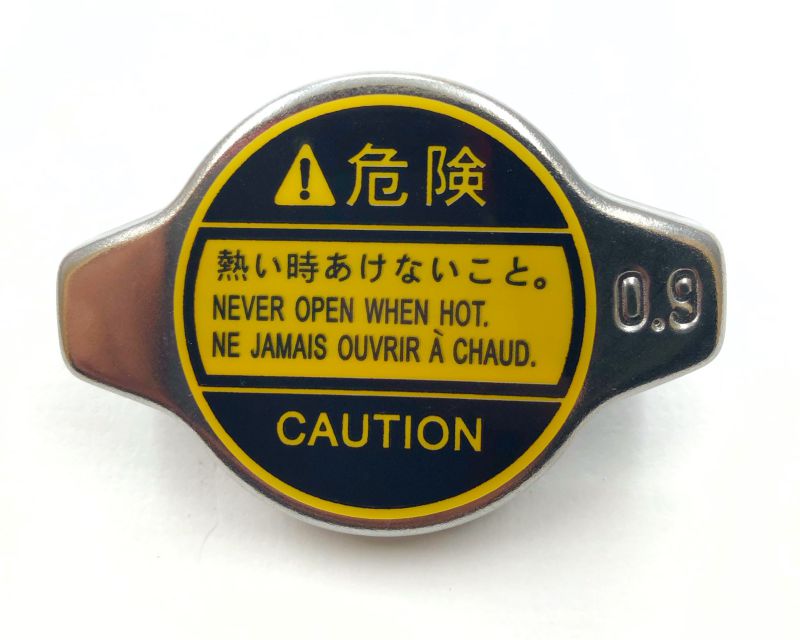 危険
熱い時あけないこと。
NEVER OPEN WHEN HOT.
NE JAMAIS OUVRIR À CHAUD.
CAUTION
0.9